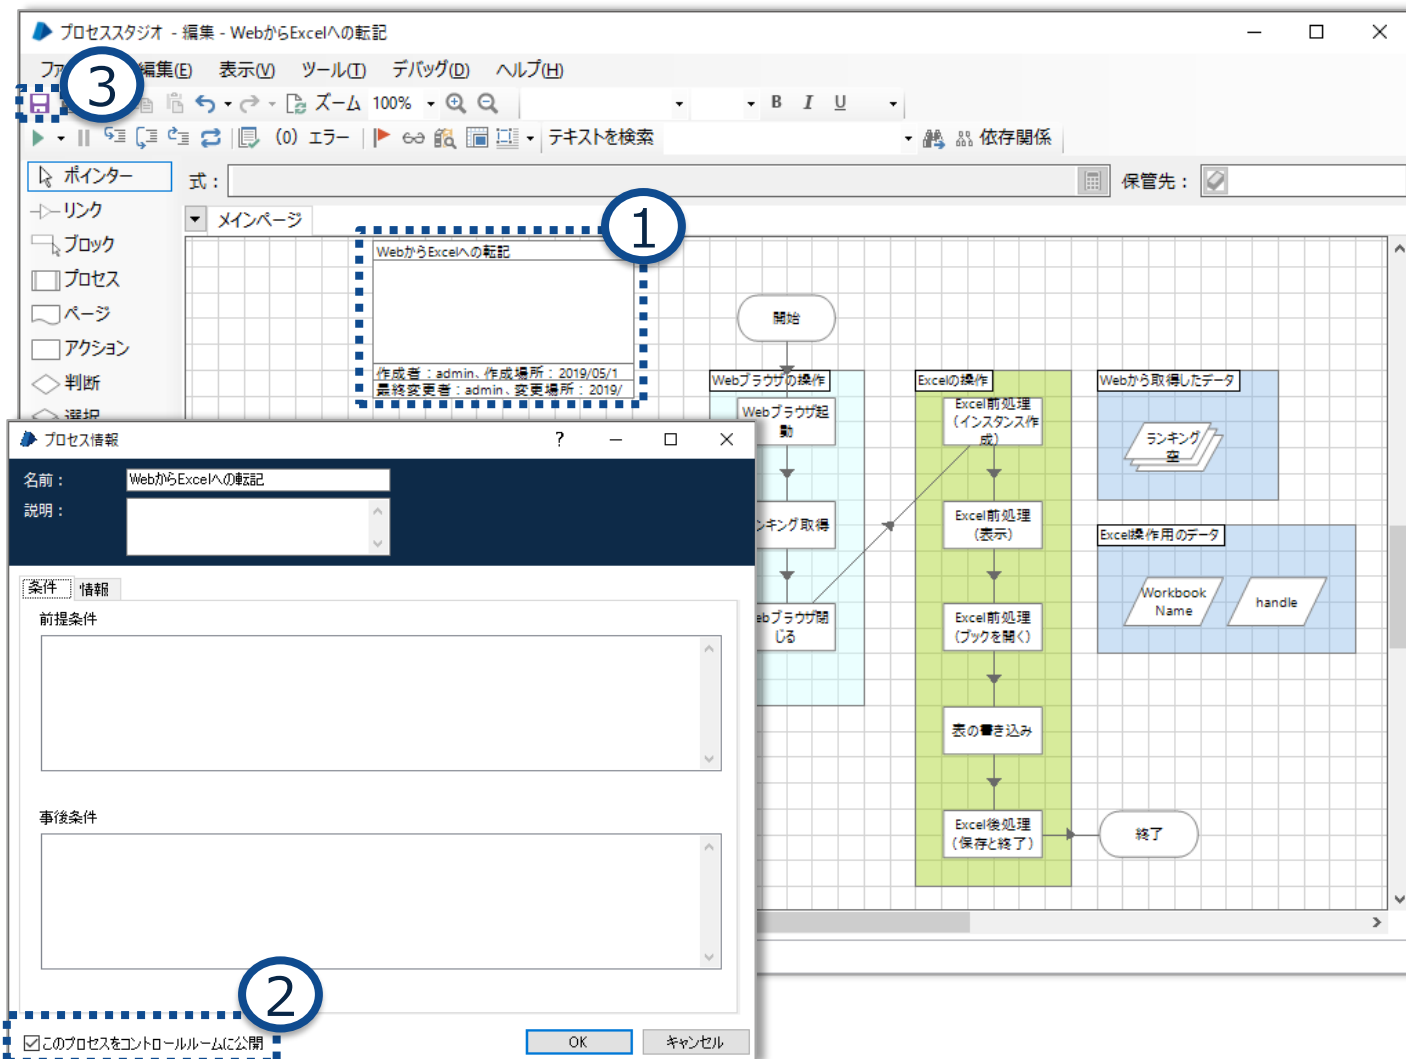 プロセススタジオ - 編集 - WebからExcelへの転記
ファ 編集(E) 表示(V) ツール(T) デバッグ(D) ヘルプ(H)
3
ズーム 100% B I U
(0) エラー テキストを検索 依存関係
ポインター
式： 保管先：
リンク
メインページ
ブロック
プロセス
ページ
アクション
判断
選択
1
WebからExcelへの転記
作成者：admin、作成場所：2019/05/1
最終変更者：admin、変更場所：2019/
開始
Webブラウザの操作
Webブラウザ起
動
ンキング取得
ebブラウザ閉
じる
Excelの操作
Excel前処理
（インスタンス作
成）
Excel前処理
（表示）
Excel前処理
（ブックを開く）
表の書き込み
Excel後処理
（保存と終了）
終了
Webから取得したデータ
ランキング
空
Excel操作用のデータ
Workbook
Name
handle
プロセス情報
?
名前：
WebからExcelへの転記
説明：
条件 情報
前提条件
事後条件
2
このプロセスをコントロールルームに公開
OK キャンセル